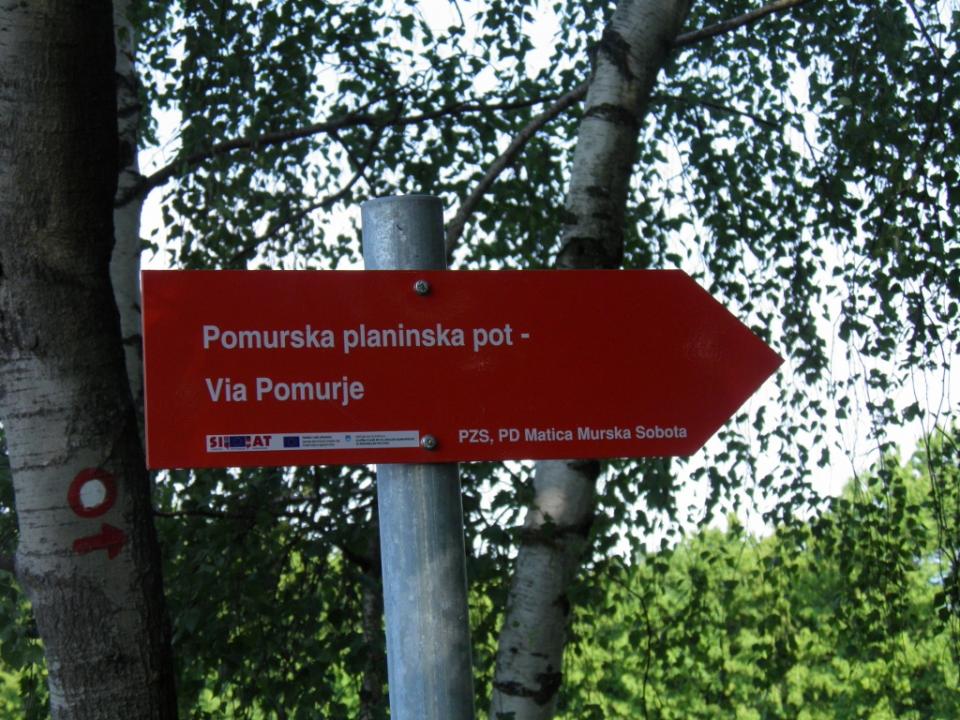 Pomurska planinska pot -
Via Pomurje
PZS, PD Matica Murska Sobota